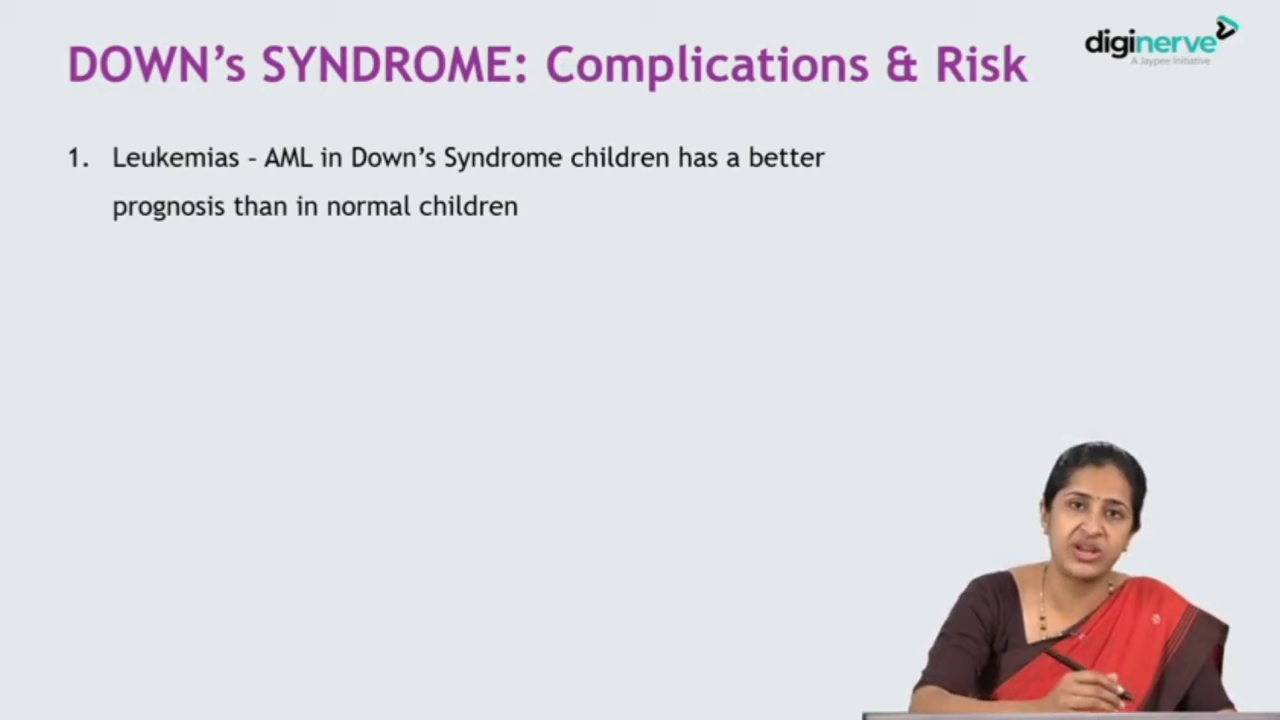 DOWN's SYNDROME: Complications & Risk
diginerve
A Jaypee Initiative
1. Leukemias - AML in Down's Syndrome children has a better
prognosis than in normal children